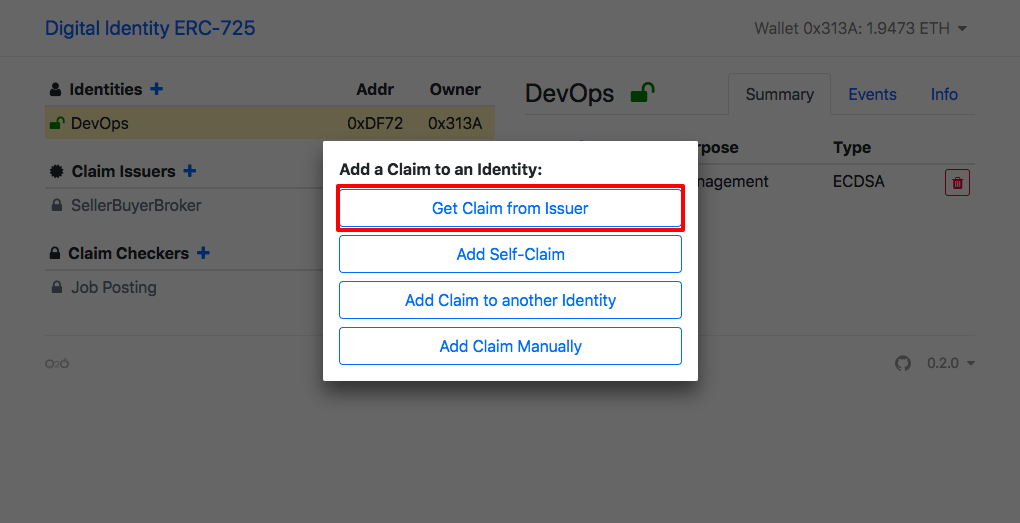 Digital Identity ERC-725
Wallet 0x313A: 1.9473 ETH
Identities + Addr Owner
DevOps 0xDF72 0x313A
Claim Issuers +
SellerBuyerBroker
Claim Checkers +
Job Posting
DevOps
Summary Events Info
Type
ECDSA
Add a Claim to an Identity:
Get Claim from Issuer
Add Self-Claim
Add Claim to another Identity
Add Claim Manually
0.2.0